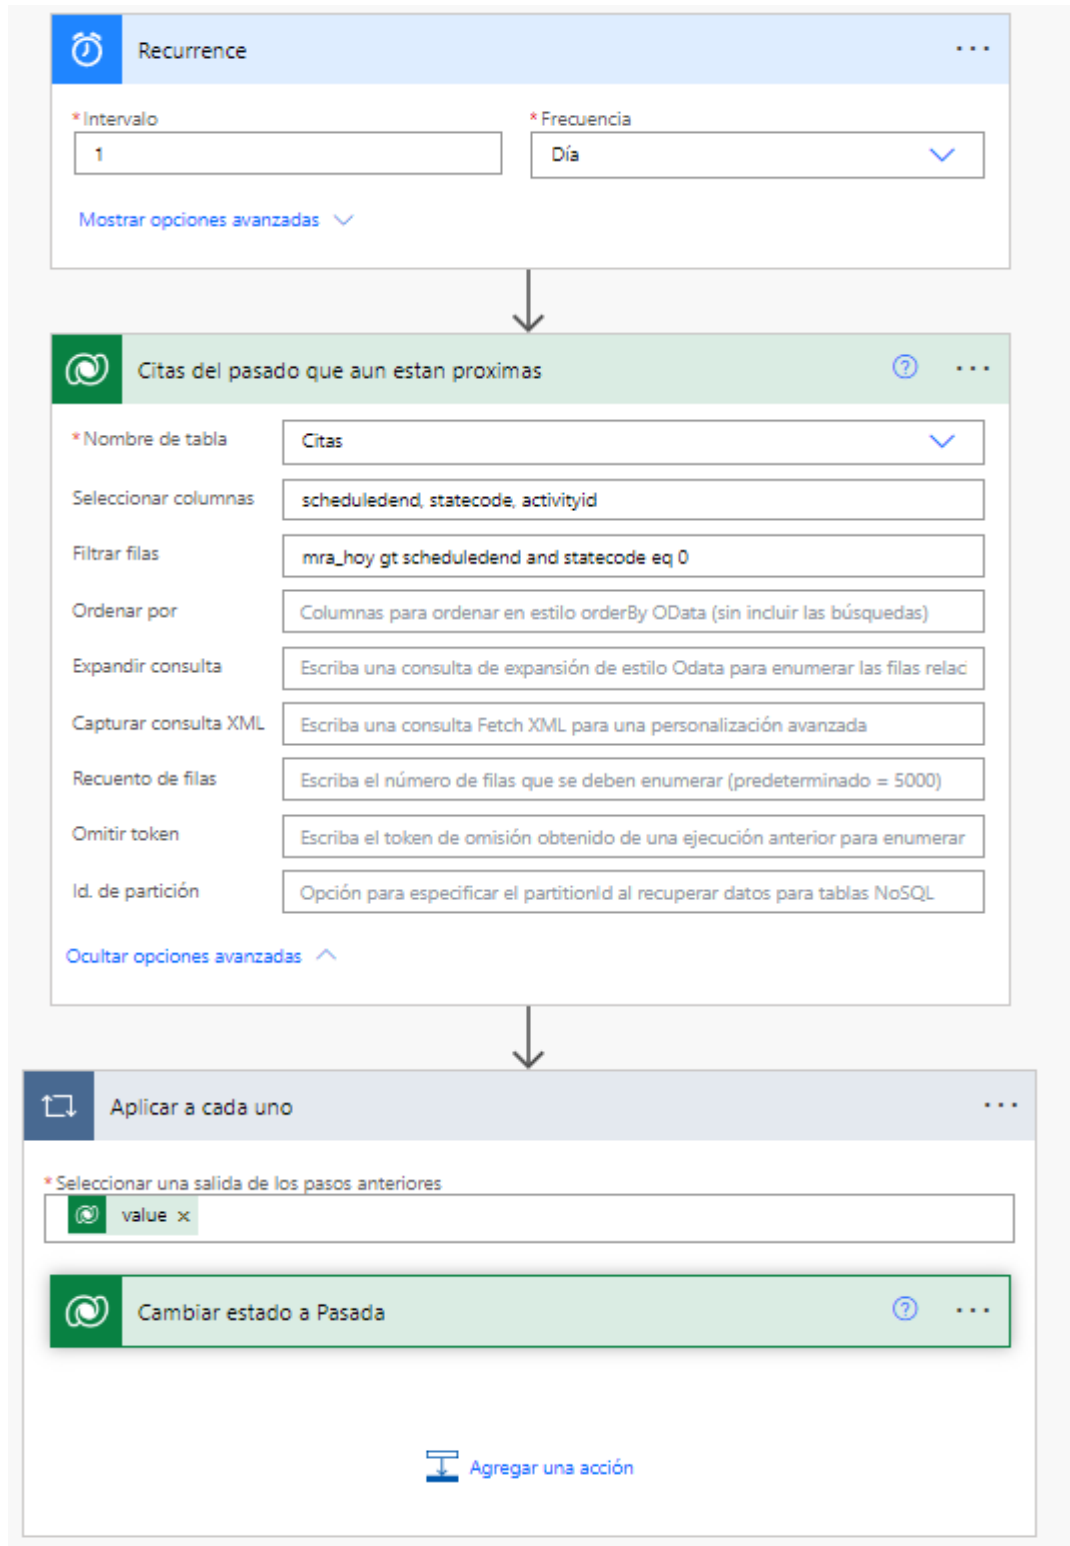 Recurrence
* Intervalo
* Frecuencia
1
Día
Mostrar opciones avanzadas
Citas del pasado que aun estan proximas
* Nombre de tabla
Citas
Seleccionar columnas
scheduledend, statecode, activityid
Filtrar filas
mra_hoy gt scheduledend and statecode eq 0
Ordenar por
Columnas para ordenar en estilo orderBy OData (sin incluir las búsquedas)
Expandir consulta
Escriba una consulta de expansión de estilo Odata para enumerar las filas relaci
Capturar consulta XML
Escriba una consulta Fetch XML para una personalización avanzada
Recuento de filas
Escriba el número de filas que se deben enumerar (predeterminado = 5000)
Omitir token
Escriba el token de omisión obtenido de una ejecución anterior para enumerar
Id. de partición
Opción para especificar el partitionId al recuperar datos para tablas NoSQL
Ocultar opciones avanzadas
Aplicar a cada uno
* Seleccionar una salida de los pasos anteriores
value ×
Cambiar estado a Pasada
Agregar una acción